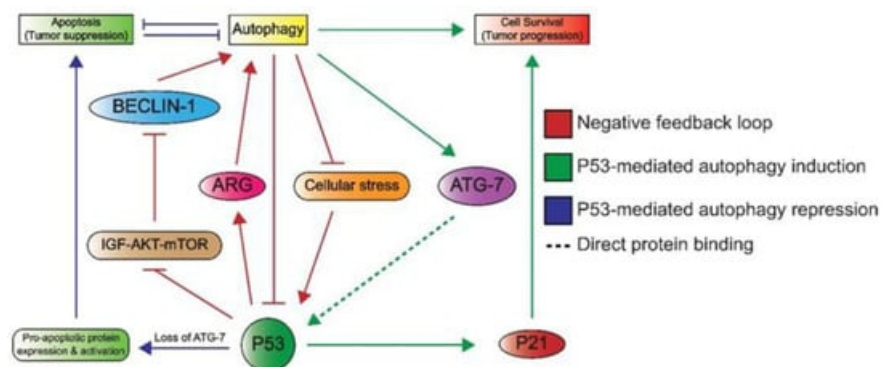 Apoptosis
(Tumor suppression)
Autophagy
Cell Survival
(Tumor progression)
BECLIN-1
Negative feedback loop
ARG
Cellular stress
ATG-7
P53-mediated autophagy induction
P53-mediated autophagy repression
IGF-AKT-mTOR
Direct protein binding
Pro-apoptotic protein
expression & activation
Loss of ATG-7
P53
P21